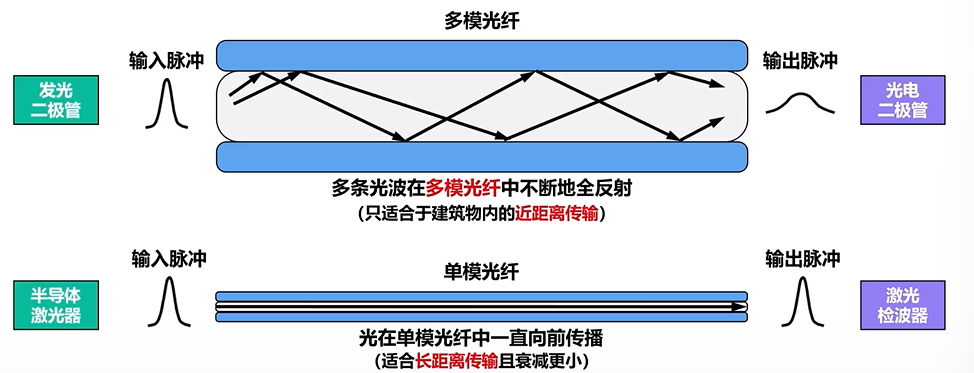 多模光纤
输入脉冲
输出脉冲
发光
二极管
光电
二极管
多条光波在多模光纤中不断地全反射
（只适合于建筑物内的近距离传输）
输入脉冲
单模光纤
输出脉冲
半导体
激光器
激光
检波器
光在单模光纤中一直向前传播
（适合长距离传输且衰减更小）